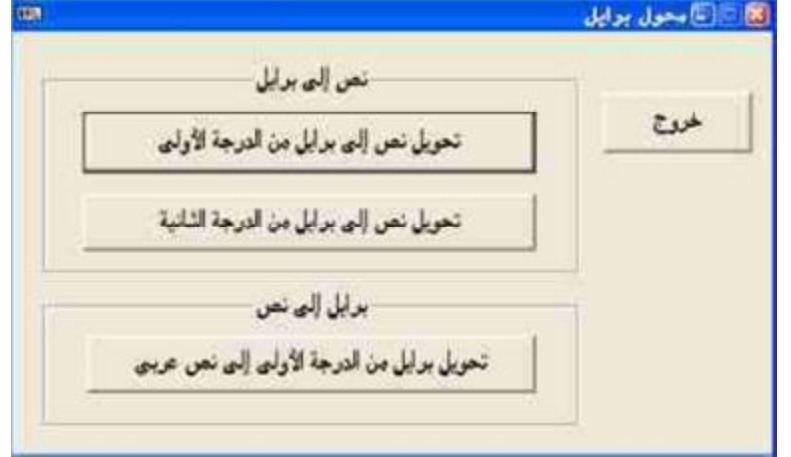 محول برايل
نص إلى برايل
خروج
تحويل نص إلى برايل من الدرجة الأولى
تحويل نص إلى برايل من الدرجة الثانية
برايل إلى نص
تحويل برايل من الدرجة الأولى إلى نص عربي